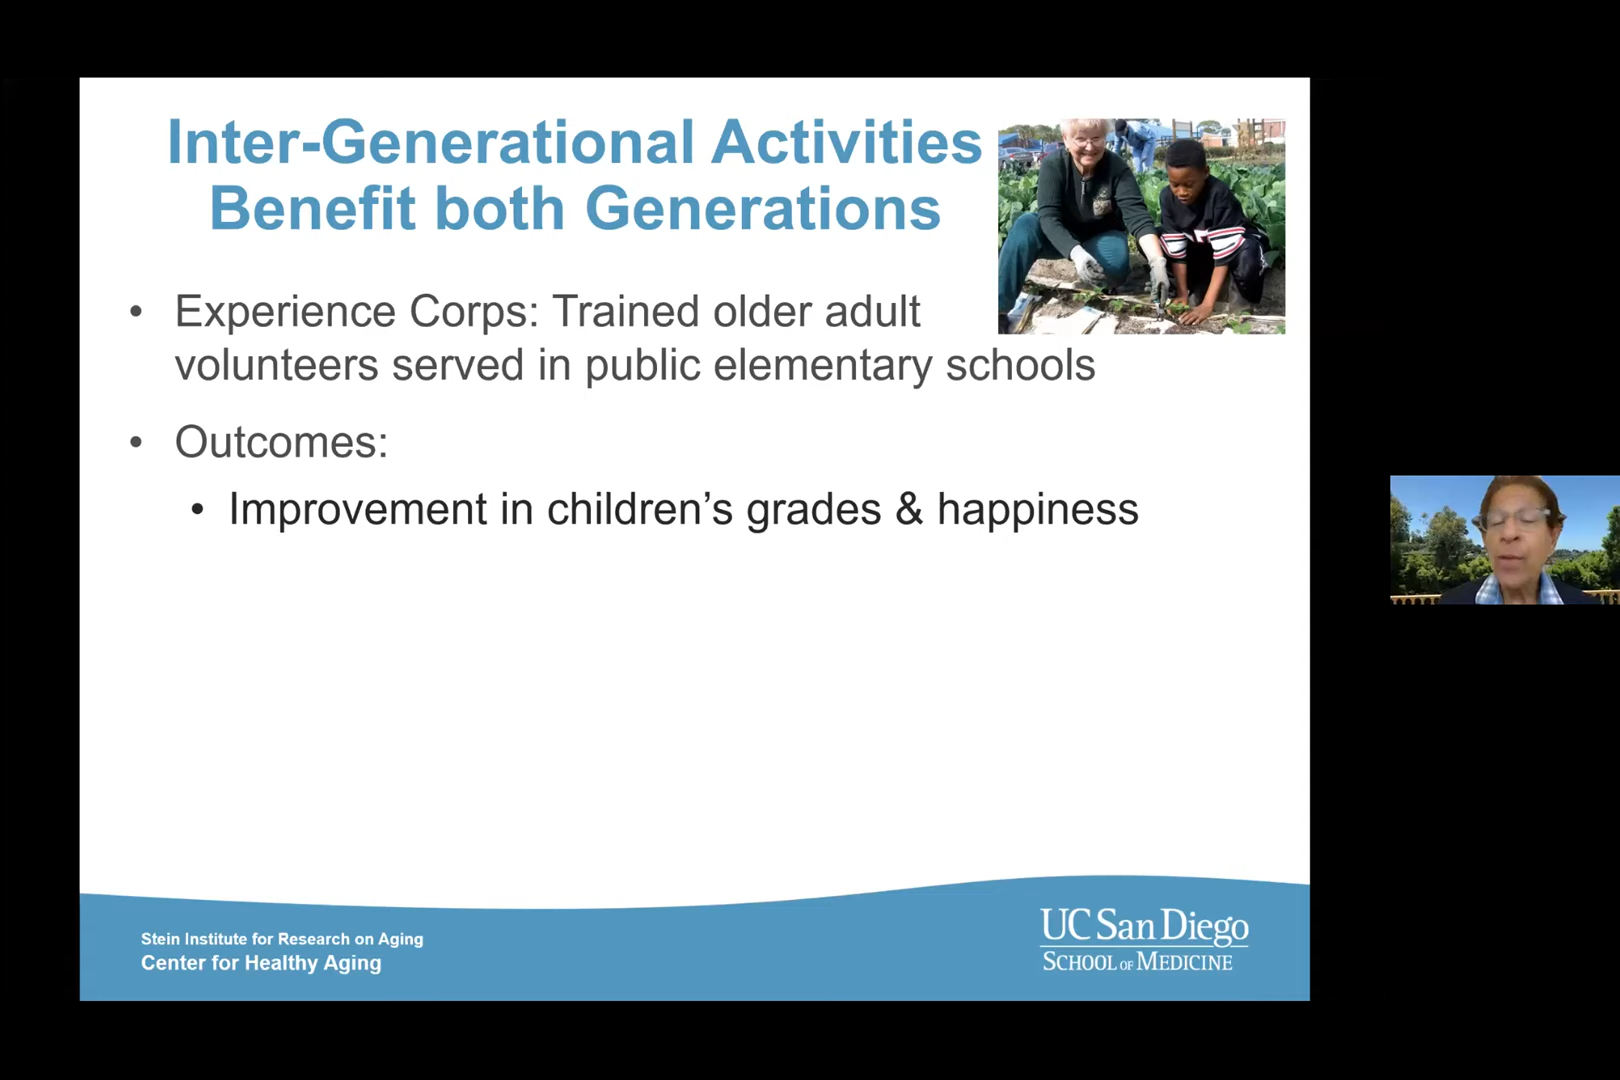 Inter-Generational Activities
Benefit both Generations
• Experience Corps: Trained older adult
volunteers served in public elementary schools
• Outcomes:
• Improvement in children’s grades & happiness
Stein Institute for Research on Aging
Center for Healthy Aging
UC San Diego
SCHOOL OF MEDICINE